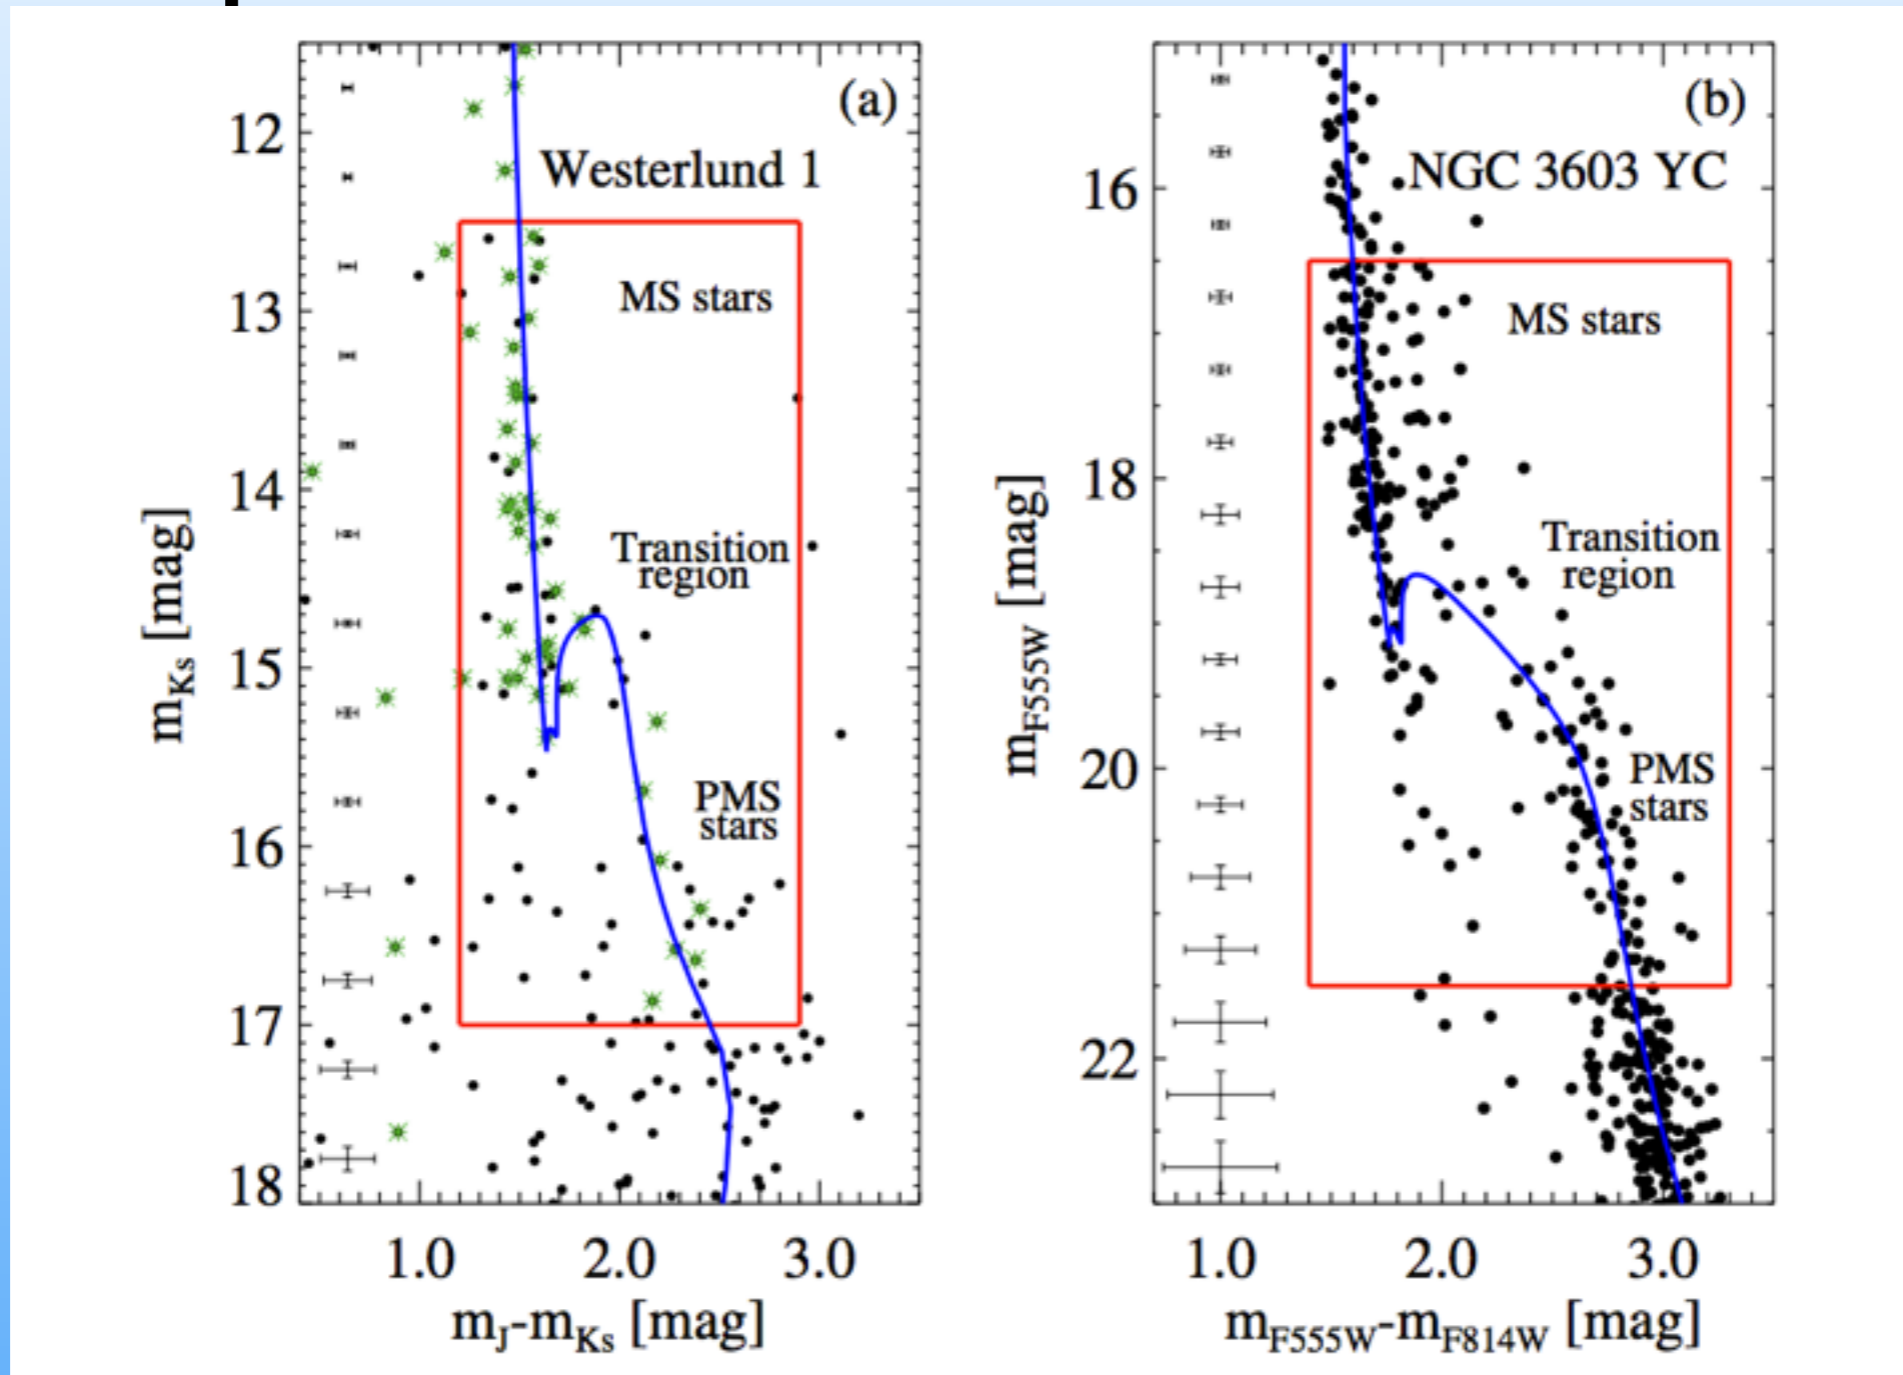 (a)
Westerlund 1
MS stars
Transition
region
PMS
stars
12
13
14
15
16
17
18
m_Ks [mag]
1.0 2.0 3.0
m_J-m_Ks [mag]
(b)
NGC 3603 YC
MS stars
Transition
region
PMS
stars
16
18
20
22
m_F555W [mag]
1.0 2.0 3.0
m_F555W-m_F814W [mag]